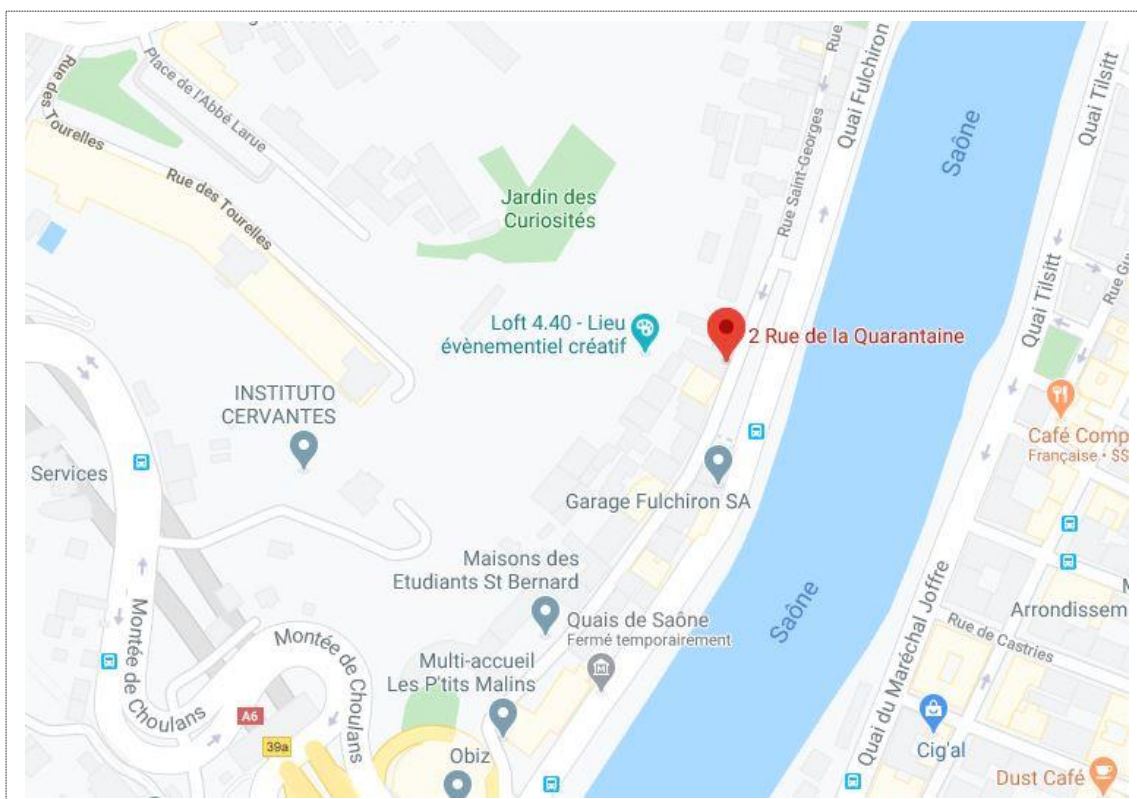 Place de l'Abbé Larue
Rue des Tourelles
Rue des Tourelles
Jardin des
Curiosités
Rue
Rue Saint-Georges
Quai Fulchiron
Saône
Quai Tilsitt
Quai Tilsitt
Loft 4.40 - Lieu
évènementiel créatif
2 Rue de la Quarantaine
INSTITUTO
CERVANTES
Services
Garage Fulchiron SA
Café Comp
Française • $$
Maisons des
Etudiants St Bernard
Quais de Saône
Fermé temporairement
Saône
Multi-accueil
Les P'tits Malins
Montée de Choulans
Montée de Choulans
A6
39a
Obiz
Quai du Maréchal Joffre
Arrondissem
Rue de Castries
Cig'al
Dust Café